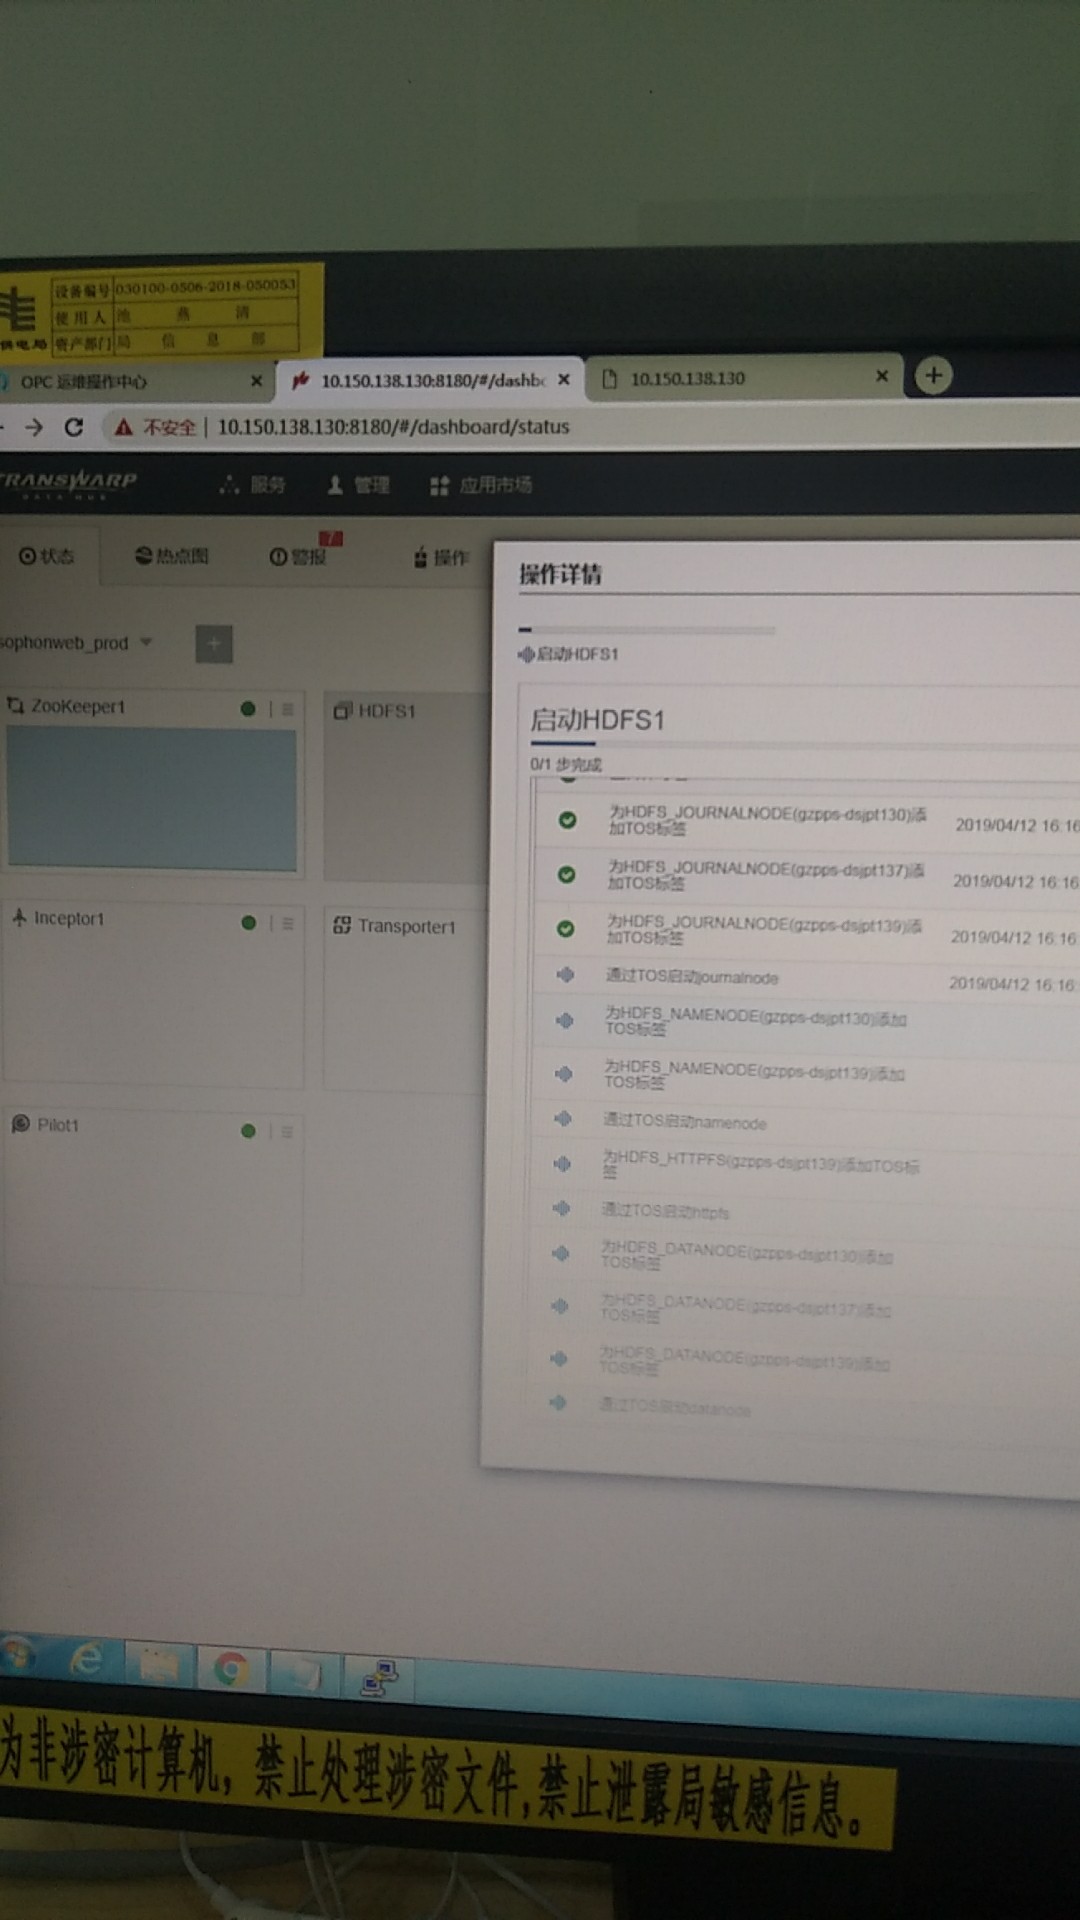 设备编号 030100-0506-2018-050053
使用人 池 燕 清
供电局 资产部门 局 信 息 部
OPC 运维操作中心
10.150.138.130:8180/#/dashbo
10.150.138.130
不安全 | 10.150.138.130:8180/#/dashboard/status
TRANSWARP
DATA HUB
服务
管理
应用市场
状态
热点图
警报
7
操作
操作详情
sophonweb_prod
启动HDFS1
ZooKeeper1
HDFS1
启动HDFS1
0/1 步完成
为HDFS_JOURNALNODE(gzpps-dsjpt130)添
加TOS标签
2019/04/12 16:16
为HDFS_JOURNALNODE(gzpps-dsjpt137)添
加TOS标签
2019/04/12 16:16
Inceptor1
Transporter1
为HDFS_JOURNALNODE(gzpps-dsjpt139)添
加TOS标签
2019/04/12 16:16
通过TOS启动journalnode
2019/04/12 16:16
为HDFS_NAMENODE(gzpps-dsjpt130)添加
TOS标签
为HDFS_NAMENODE(gzpps-dsjpt139)添加
TOS标签
Pilot1
通过TOS启动namenode
为HDFS_HTTPFS(gzpps-dsjpt139)添加TOS标
签
通过TOS启动httpfs
为HDFS_DATANODE(gzpps-dsjpt130)添加
TOS标签
为HDFS_DATANODE(gzpps-dsjpt137)添加
TOS标签
为HDFS_DATANODE(gzpps-dsjpt139)添加
TOS标签
通过TOS启动datanode
为非涉密计算机，禁止处理涉密文件，禁止泄露局敏感信息。